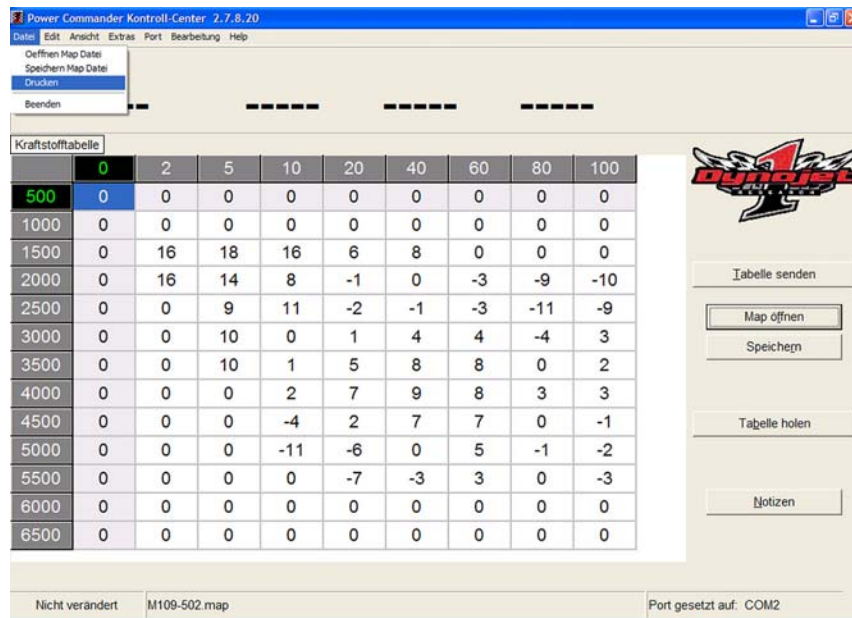 Power Commander Kontroll-Center 2.7.8.20
Datei Edit Ansicht Extras Port Bearbeitung Help
Oeffnen Map Datei
Speichern Map Datei
Drucken
Beenden
Kraftstofftabelle
0 2 5 10 20 40 60 80 100
500 0 0 0 0 0 0 0 0 0
1000 0 0 0 0 0 0 0 0 0
1500 0 16 18 16 6 8 0 0 0
2000 0 16 14 8 -1 0 -3 -9 -10
2500 0 0 9 11 -2 -1 -3 -11 -9
3000 0 0 10 0 1 4 4 -4 3
3500 0 0 10 1 5 8 8 0 2
4000 0 0 0 2 7 9 8 3 3
4500 0 0 0 -4 2 7 7 0 -1
5000 0 0 0 -11 -6 0 5 -1 -2
5500 0 0 0 0 -7 -3 3 0 -3
6000 0 0 0 0 0 0 0 0 0
6500 0 0 0 0 0 0 0 0 0
1
Dynojet
RESEARCH
Tabelle senden
Map öffnen
Speichern
Tabelle holen
Notizen
Nicht verändert M109-502.map Port gesetzt auf: COM2